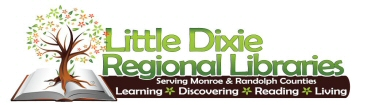 Little Dixie
Regional Libraries
Serving Monroe & Randolph Counties
Learning ✲ Discovering ✲ Reading ✲ Living